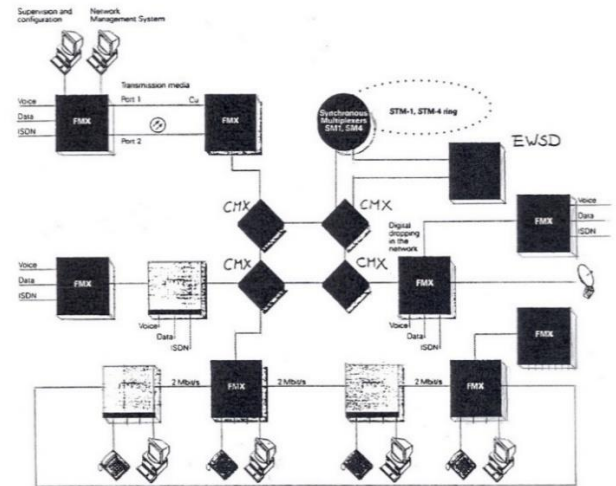 Supervision and
configuration
Network
Management System
Transmission media
Voice
Data
ISDN
FMX
Port 1
Cu
Port 2
FMX
Synchronous
Multiplexers
SM1, SM4
STM-1, STM-4 ring
EWSD
CMX
CMX
Digital
dropping
in the
network
FMX
Voice
Data
ISDN
CMX
CMX
Voice
Data
ISDN
FMX
Voice
Data
ISDN
FMX
Voice
Data
ISDN
FMX
2 Mbit/s
FMX
2 Mbit/s
2 Mbit/s
FMX